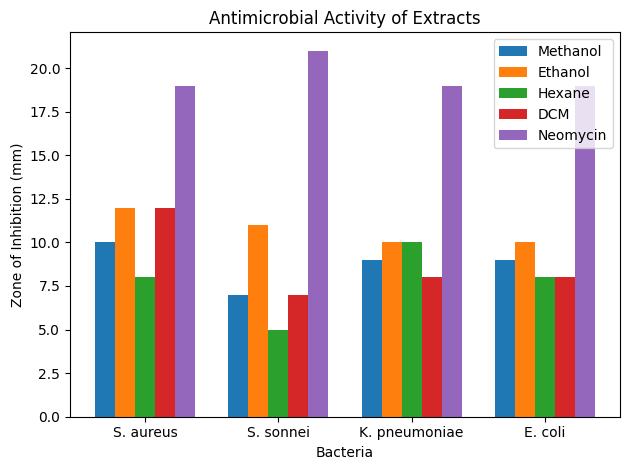 Antimicrobial Activity of Extracts
Methanol
Ethanol
Hexane
DCM
Neomycin
Zone of Inhibition (mm)
20.0
17.5
15.0
12.5
10.0
7.5
5.0
2.5
0.0
S. aureus
S. sonnei
K. pneumoniae
E. coli
Bacteria